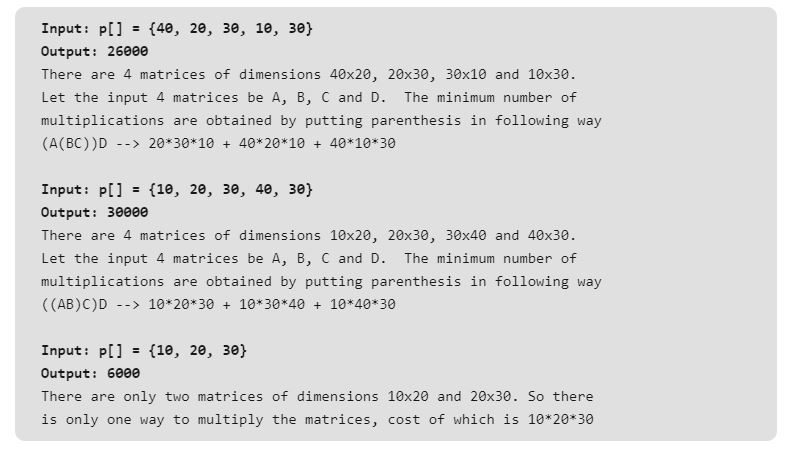 Input: p[] = {40, 20, 30, 10, 30}
Output: 26000
There are 4 matrices of dimensions 40x20, 20x30, 30x10 and 10x30.
Let the input 4 matrices be A, B, C and D.  The minimum number of
multiplications are obtained by putting parenthesis in following way
(A(BC))D --> 20*30*10 + 40*20*10 + 40*10*30
Input: p[] = {10, 20, 30, 40, 30}
Output: 30000
There are 4 matrices of dimensions 10x20, 20x30, 30x40 and 40x30.
Let the input 4 matrices be A, B, C and D.  The minimum number of
multiplications are obtained by putting parenthesis in following way
((AB)C)D --> 10*20*30 + 10*30*40 + 10*40*30
Input: p[] = {10, 20, 30}
Output: 6000
There are only two matrices of dimensions 10x20 and 20x30. So there
is only one way to multiply the matrices, cost of which is 10*20*30